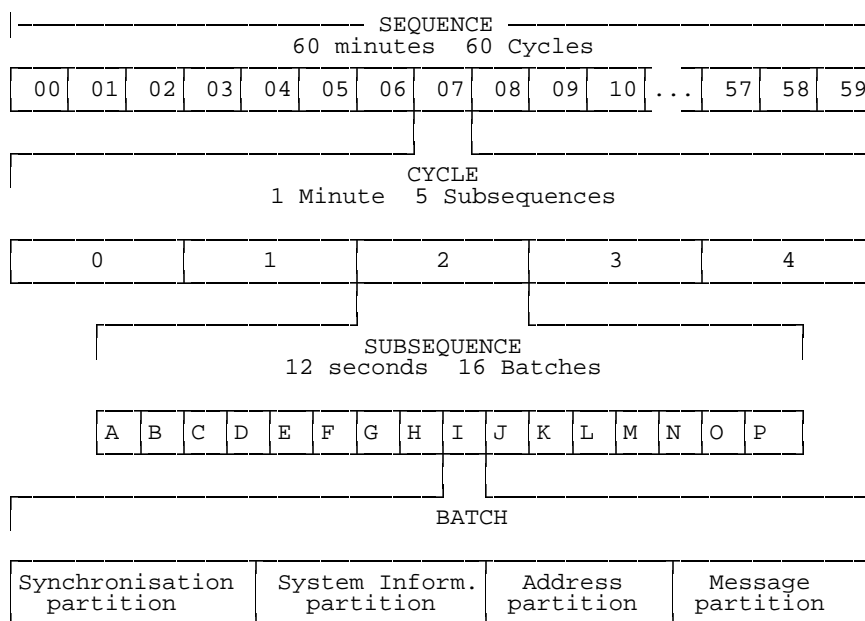 SEQUENCE
60 minutes 60 Cycles
00 01 02 03 04 05 06 07 08 09 10 ... 57 58 59
CYCLE
1 Minute 5 Subsequences
0 1 2 3 4
SUBSEQUENCE
12 seconds 16 Batches
A B C D E F G H I J K L M N O P
BATCH
Synchronisation System Inform. Address Message
partition partition partition partition